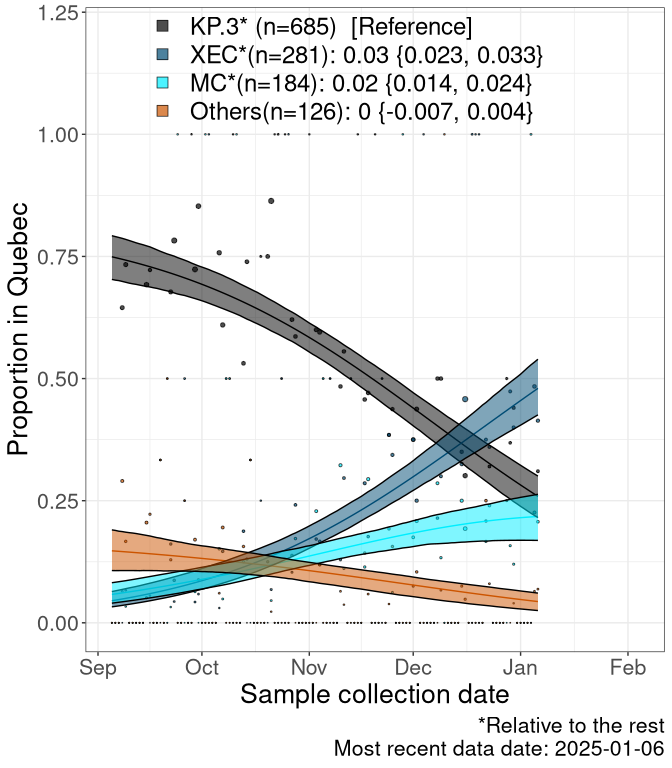 KP.3* (n=685)  [Reference]
XEC*(n=281): 0.03 {0.023, 0.033}
MC*(n=184): 0.02 {0.014, 0.024}
Others(n=126): 0 {-0.007, 0.004}
1.25
1.00
0.75
0.50
0.25
0.00
Proportion in Quebec
Sep Oct Nov Dec Jan Feb
Sample collection date
*Relative to the rest
Most recent data date: 2025-01-06